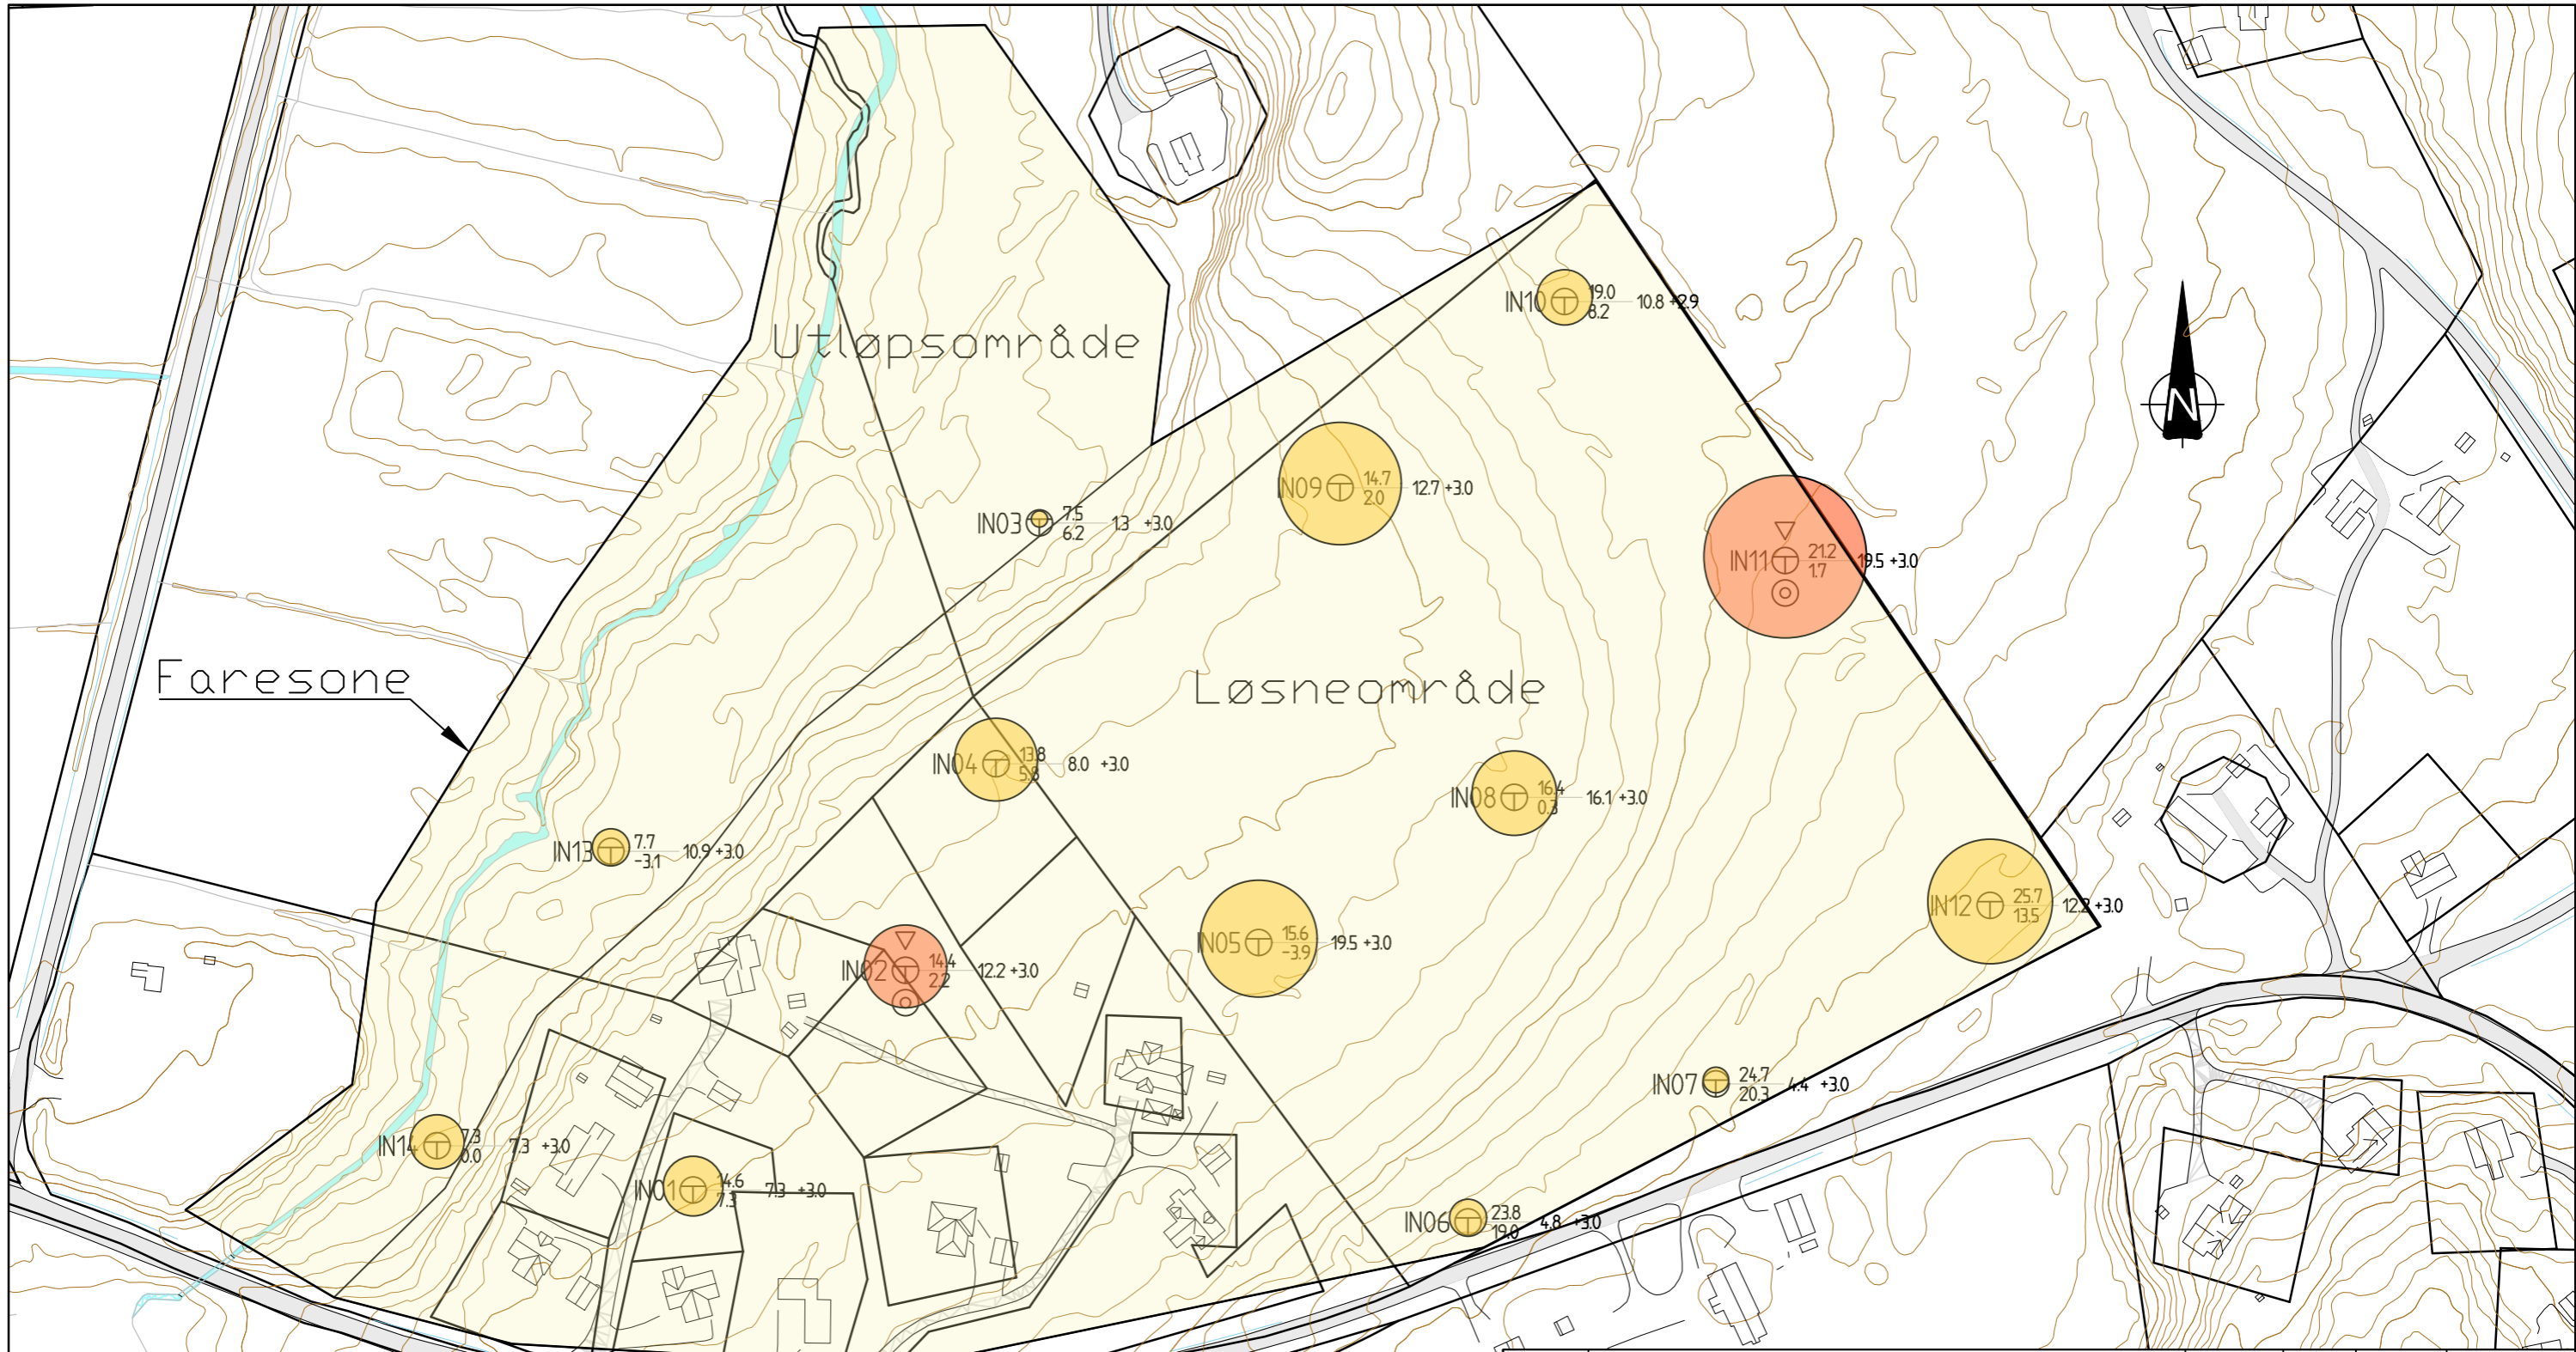 N
IN10 19.0 10.8 +2.9
8.2
Utløpsområde
IN09 14.7 12.7 +3.0
2.0
IN03 7.5 1.3 +3.0
6.2
IN11 21.2 19.5 +3.0
1.7
Faresone
Løsneområde
IN04 13.8 8.0 +3.0
5.8
IN08 16.4 16.1 +3.0
0.3
IN13 7.7 10.9 +3.0
-3.1
IN12 25.7 12.2 +3.0
13.5
IN05 15.6 19.5 +3.0
-3.9
IN02 14.4 12.2 +3.0
2.2
IN07 24.7 4.4 +3.0
20.3
IN14 7.3 7.3 +3.0
0.0
IN01 14.6 7.3 +3.0
7.3
IN06 23.8 4.8 +3.0
19.0